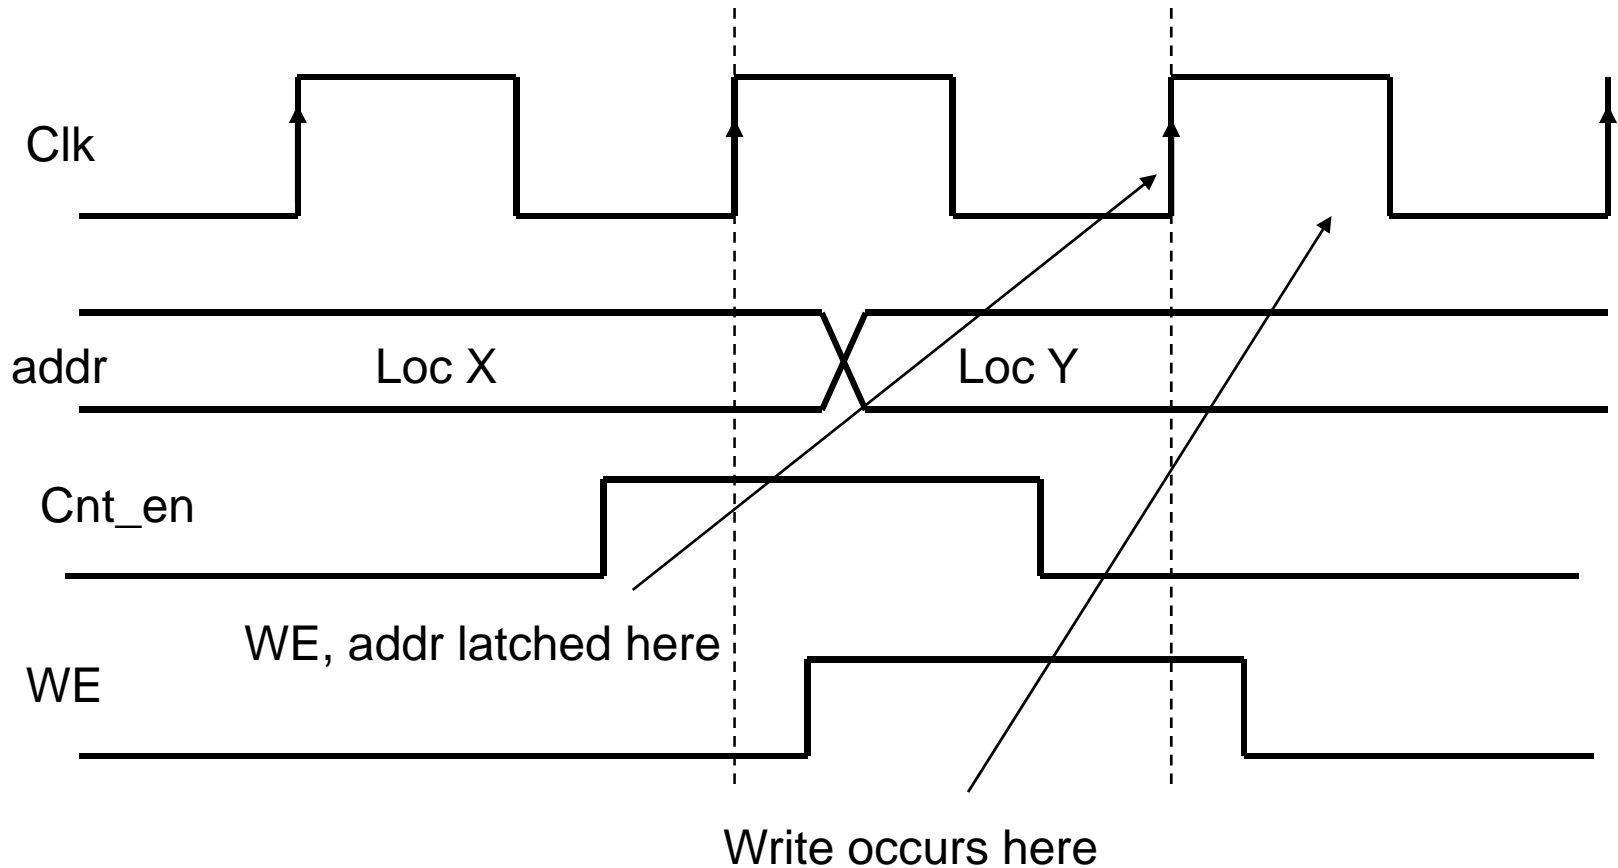 Clk
addr
Loc X
Loc Y
Cnt_en
WE, addr latched here
WE
Write occurs here